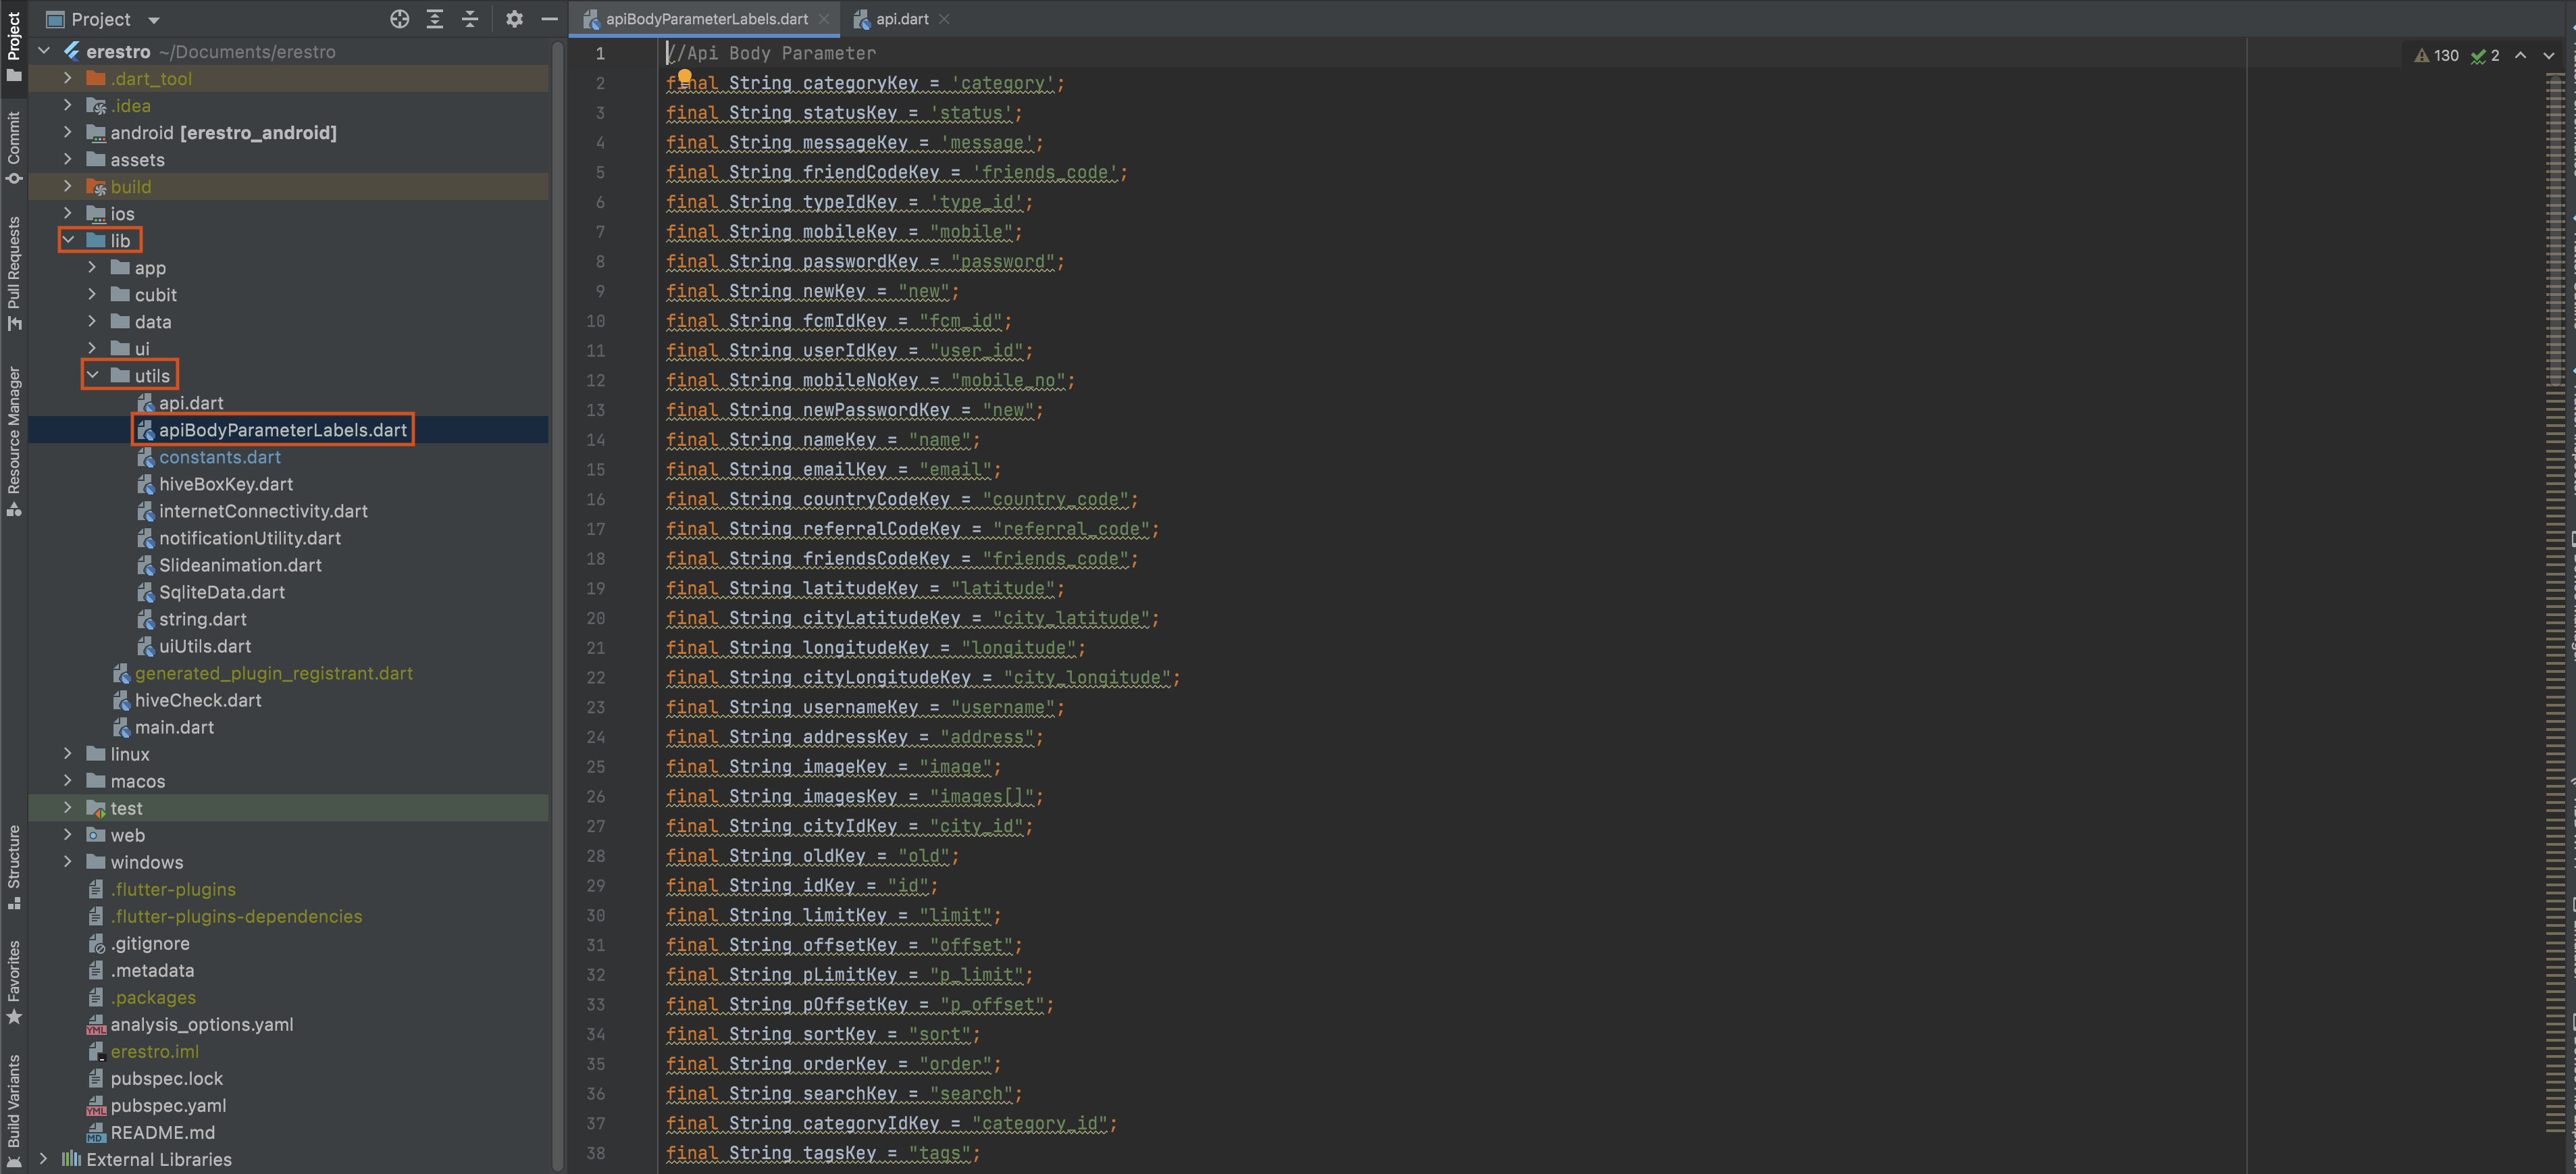 Project
apiBodyParameterLabels.dart
api.dart
erestro ~/Documents/erestro
.dart_tool
.idea
android [erestro_android]
assets
build
ios
lib
app
cubit
data
ui
utils
api.dart
apiBodyParameterLabels.dart
constants.dart
hiveBoxKey.dart
internetConnectivity.dart
notificationUtility.dart
Slideanimation.dart
SqliteData.dart
string.dart
uiUtils.dart
generated_plugin_registrant.dart
hiveCheck.dart
main.dart
linux
macos
test
web
windows
.flutter-plugins
.flutter-plugins-dependencies
.gitignore
.metadata
.packages
analysis_options.yaml
erestro.iml
pubspec.lock
pubspec.yaml
README.md
External Libraries
Project
Commit
Pull Requests
Resource Manager
Structure
Favorites
Build Variants
130 2
1 //Api Body Parameter
2 final String categoryKey = 'category';
3 final String statusKey = 'status';
4 final String messageKey = 'message';
5 final String friendCodeKey = 'friends_code';
6 final String typeIdKey = 'type_id';
7 final String mobileKey = "mobile";
8 final String passwordKey = "password";
9 final String newKey = "new";
10 final String fcmIdKey = "fcm_id";
11 final String userIdKey = "user_id";
12 final String mobileNoKey = "mobile_no";
13 final String newPasswordKey = "new";
14 final String nameKey = "name";
15 final String emailKey = "email";
16 final String countryCodeKey = "country_code";
17 final String referralCodeKey = "referral_code";
18 final String friendsCodeKey = "friends_code";
19 final String latitudeKey = "latitude";
20 final String cityLatitudeKey = "city_latitude";
21 final String longitudeKey = "longitude";
22 final String cityLongitudeKey = "city_longitude";
23 final String usernameKey = "username";
24 final String addressKey = "address";
25 final String imageKey = "image";
26 final String imagesKey = "images[]";
27 final String cityIdKey = "city_id";
28 final String oldKey = "old";
29 final String idKey = "id";
30 final String limitKey = "limit";
31 final String offsetKey = "offset";
32 final String pLimitKey = "p_limit";
33 final String pOffsetKey = "p_offset";
34 final String sortKey = "sort";
35 final String orderKey = "order";
36 final String searchKey = "search";
37 final String categoryIdKey = "category_id";
38 final String tagsKey = "tags";